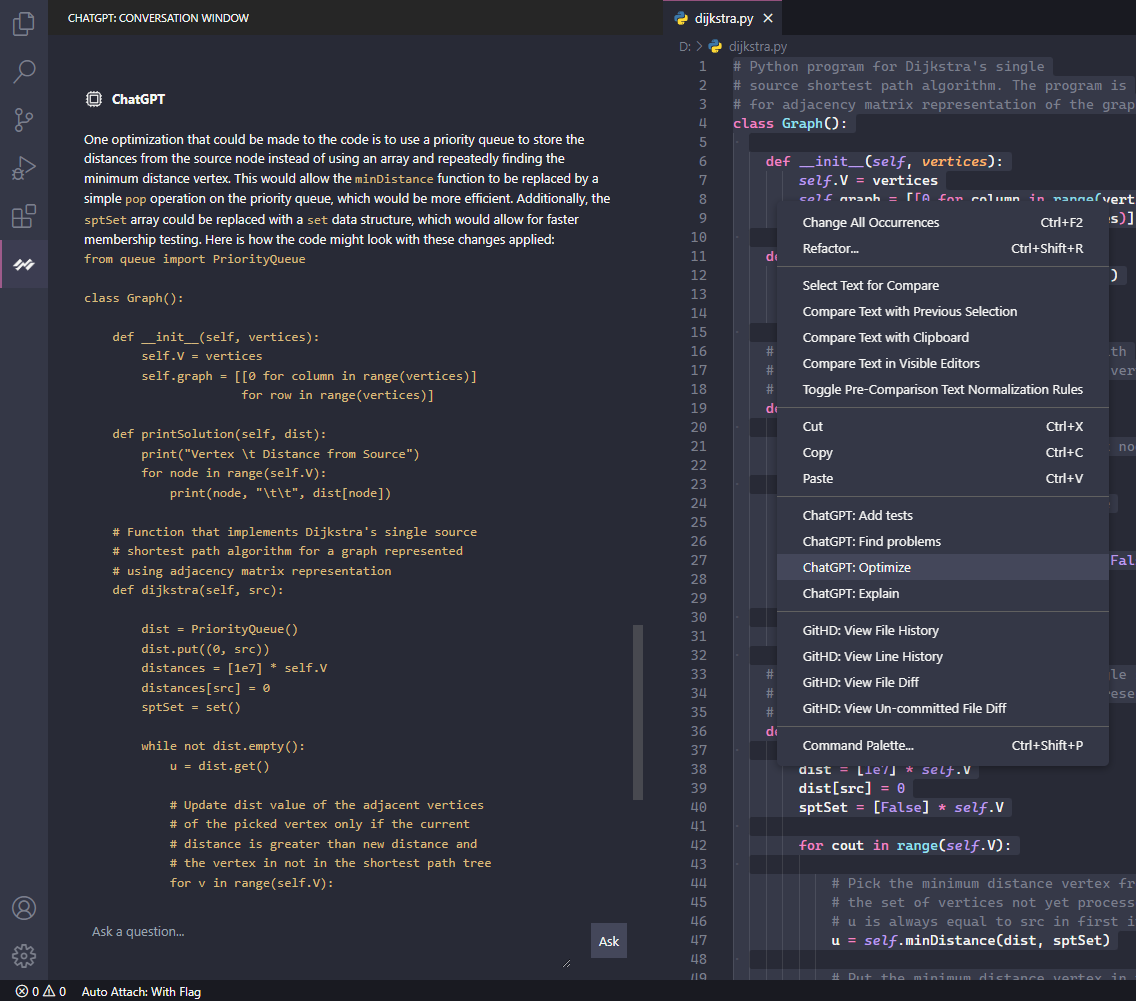 CHATGPT: CONVERSATION WINDOW
ChatGPT
One optimization that could be made to the code is to use a priority queue to store the
distances from the source node instead of using an array and repeatedly finding the
minimum distance vertex. This would allow the minDistance function to be replaced by a
simple pop operation on the priority queue, which would be more efficient. Additionally, the
sptSet array could be replaced with a set data structure, which would allow for faster
membership testing. Here is how the code might look with these changes applied:
from queue import PriorityQueue
class Graph():
def __init__(self, vertices):
self.V = vertices
self.graph = [[0 for column in range(vertices)]
for row in range(vertices)]
def printSolution(self, dist):
print("Vertex \t Distance from Source")
for node in range(self.V):
print(node, "\t\t", dist[node])
# Function that implements Dijkstra's single source
# shortest path algorithm for a graph represented
# using adjacency matrix representation
def dijkstra(self, src):
dist = PriorityQueue()
dist.put((0, src))
distances = [1e7] * self.V
distances[src] = 0
sptSet = set()
while not dist.empty():
u = dist.get()
# Update dist value of the adjacent vertices
# of the picked vertex only if the current
# distance is greater than new distance and
# the vertex in not in the shortest path tree
for v in range(self.V):
Ask a question...
Ask
0 0 Auto Attach: With Flag
dijkstra.py
D: > dijkstra.py
1 # Python program for Dijkstra's single
2 # source shortest path algorithm. The program is
3 # for adjacency matrix representation of the grap
4 class Graph():
5
6 def __init__(self, vertices):
7 self.V = vertices
8 self.graph = [[0 for column in range(vert
9 s)]
10
11 de
12 )
13
14
15
16 # th
17 # ver
18 #
19 de
20
21 no
22
23
24
25
26
27 Fal
28
29
30
31
32
33 # le
34 # rese
35 #
36 de
37
38 dist = [1e7] * self.V
39 dist[src] = 0
40 sptSet = [False] * self.V
41
42 for cout in range(self.V):
43
44 # Pick the minimum distance vertex fr
45 # the set of vertices not yet process
46 # u is always equal to src in first i
47 u = self.minDistance(dist, sptSet)
48
49 # Put the minimum distance vertex in
Change All Occurrences Ctrl+F2
Refactor... Ctrl+Shift+R
Select Text for Compare
Compare Text with Previous Selection
Compare Text with Clipboard
Compare Text in Visible Editors
Toggle Pre-Comparison Text Normalization Rules
Cut Ctrl+X
Copy Ctrl+C
Paste Ctrl+V
ChatGPT: Add tests
ChatGPT: Find problems
ChatGPT: Optimize
ChatGPT: Explain
GitHD: View File History
GitHD: View Line History
GitHD: View File Diff
GitHD: View Un-committed File Diff
Command Palette... Ctrl+Shift+P